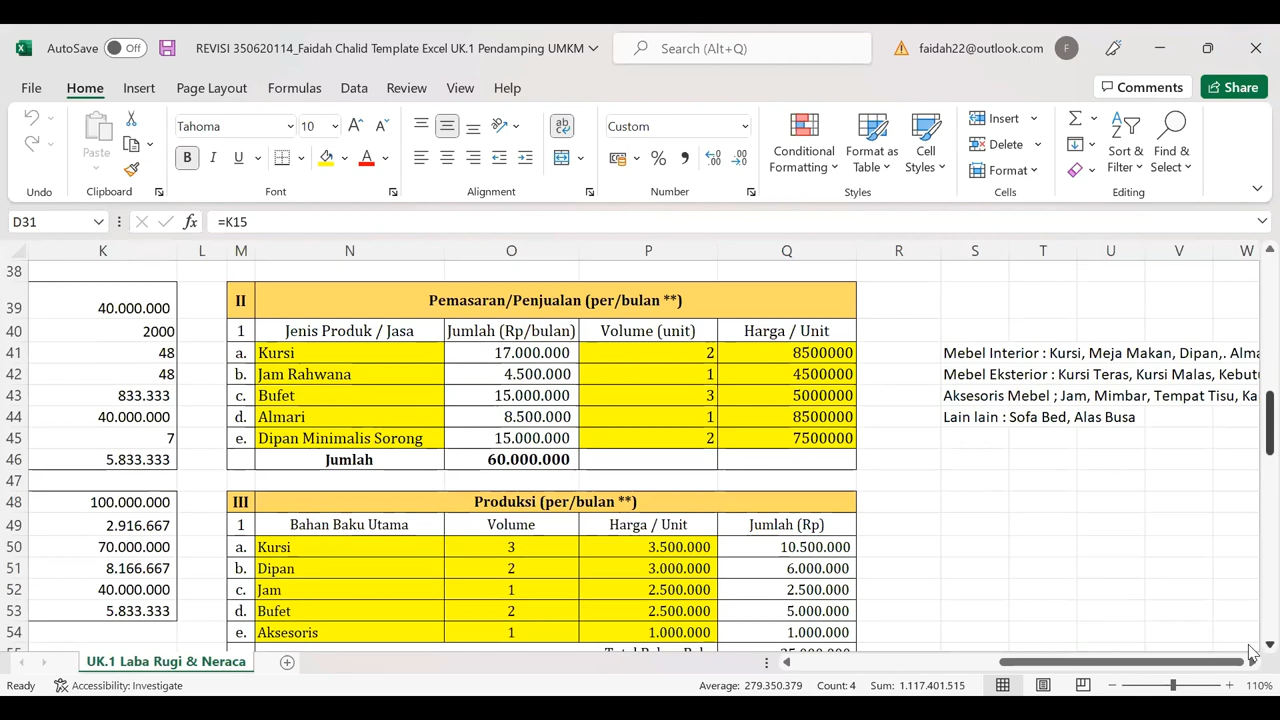 AutoSave Off REVISI 350620114_Faidah Chalid Template Excel UK.1 Pendamping UMKM Search (Alt+Q) faidah22@outlook.com F
File Home Insert Page Layout Formulas Data Review View Help Comments Share
Tahoma 10 Custom Insert
Paste Conditional Formatting Format as Table Cell Styles Delete Sort & Filter Find & Select
Format
Undo Clipboard Font Alignment Number Styles Cells Editing
D31 fx =K15
K L M N O P Q R S T U V W
38
39 40.000.000 II Pemasaran/Penjualan (per/bulan **)
40 2000 1 Jenis Produk / Jasa Jumlah (Rp/bulan) Volume (unit) Harga / Unit
41 48 a. Kursi 17.000.000 2 8500000 Mebel Interior : Kursi, Meja Makan, Dipan,. Alma
42 48 b. Jam Rahwana 4.500.000 1 4500000 Mebel Eksterior : Kursi Teras, Kursi Malas, Kebutu
43 833.333 c. Bufet 15.000.000 3 5000000 Aksesoris Mebel ; Jam, Mimbar, Tempat Tisu, Ka
44 40.000.000 d. Almari 8.500.000 1 8500000 Lain lain : Sofa Bed, Alas Busa
45 7 e. Dipan Minimalis Sorong 15.000.000 2 7500000
46 5.833.333 Jumlah 60.000.000
47
48 100.000.000 III Produksi (per/bulan **)
49 2.916.667 1 Bahan Baku Utama Volume Harga / Unit Jumlah (Rp)
50 70.000.000 a. Kursi 3 3.500.000 10.500.000
51 8.166.667 b. Dipan 2 3.000.000 6.000.000
52 40.000.000 c. Jam 1 2.500.000 2.500.000
53 5.833.333 d. Bufet 2 2.500.000 5.000.000
54 e. Aksesoris 1 1.000.000 1.000.000
UK.1 Laba Rugi & Neraca
Ready Accessibility: Investigate Average: 279.350.379 Count: 4 Sum: 1.117.401.515 110%